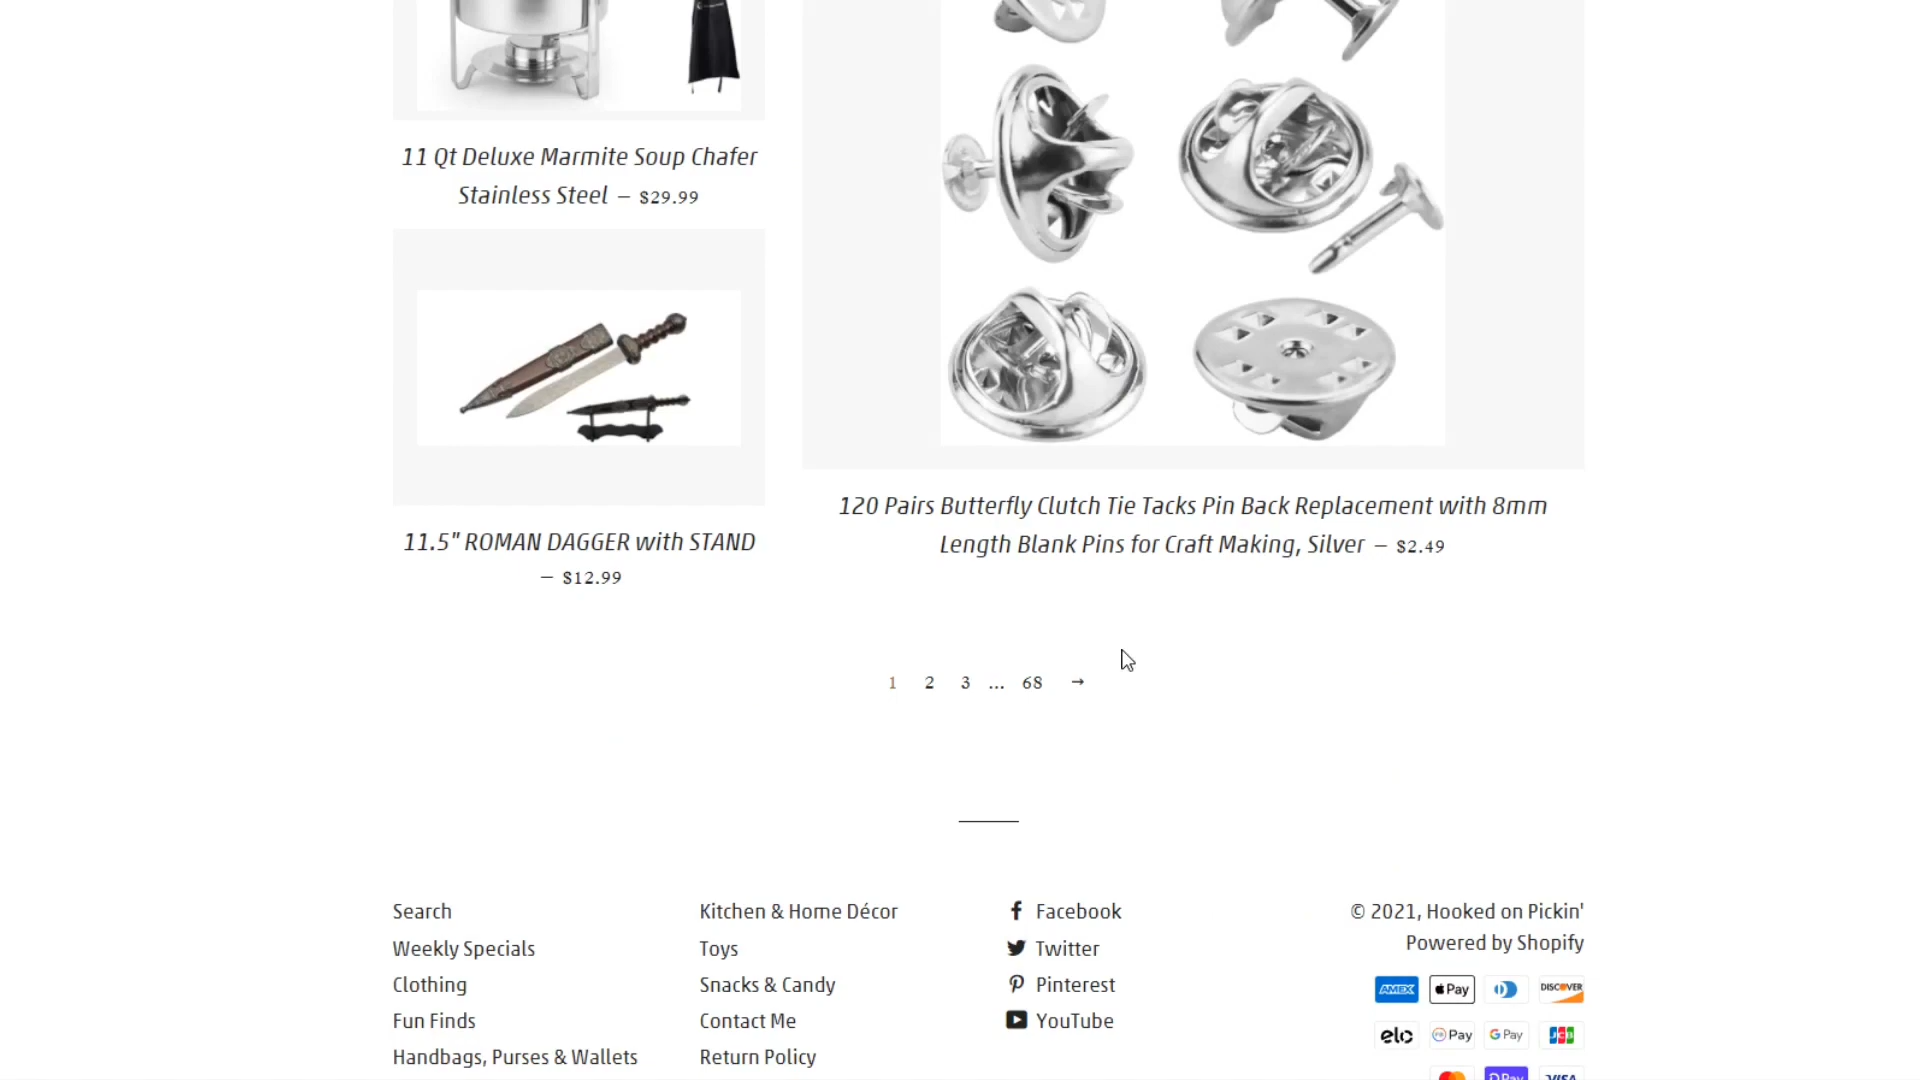 11 Qt Deluxe Marmite Soup Chafer
Stainless Steel — $29.99
11.5" ROMAN DAGGER with STAND
— $12.99
120 Pairs Butterfly Clutch Tie Tacks Pin Back Replacement with 8mm
Length Blank Pins for Craft Making, Silver — $2.49
1 2 3 … 68 →
Search
Weekly Specials
Clothing
Fun Finds
Handbags, Purses & Wallets
Kitchen & Home Décor
Toys
Snacks & Candy
Contact Me
Return Policy
Facebook
Twitter
Pinterest
YouTube
© 2021, Hooked on Pickin'
Powered by Shopify
AMEX Pay DISCOVER
elo Pay G Pay JCB
Pay VISA